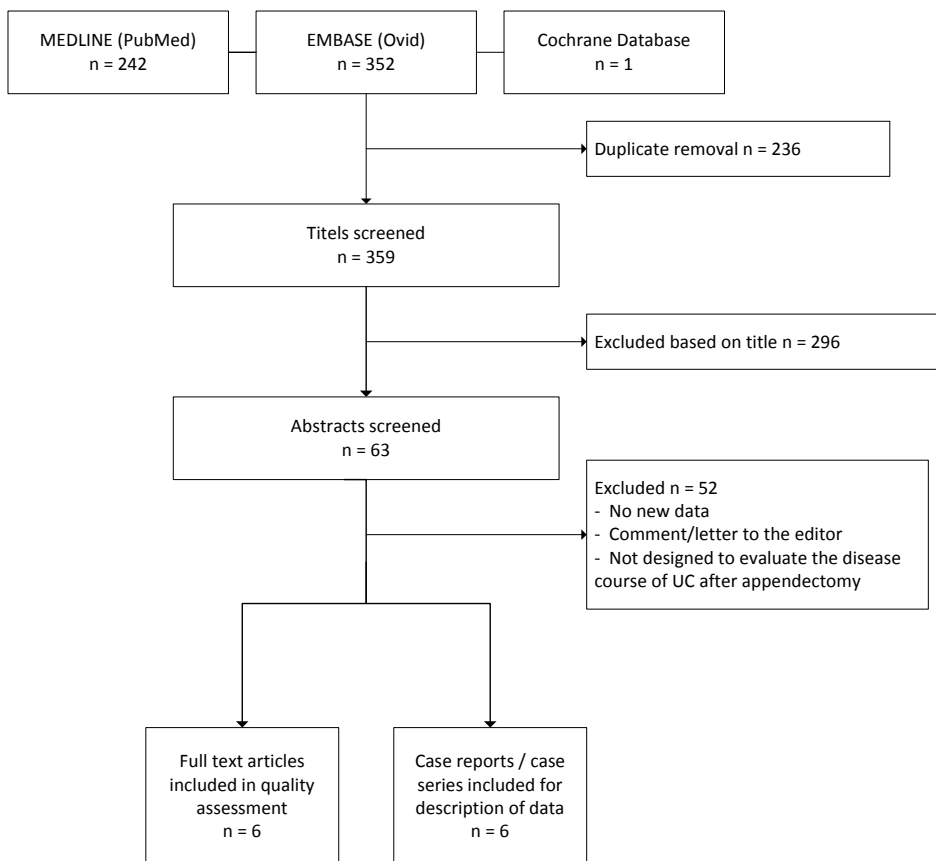 MEDLINE (PubMed)
n = 242
EMBASE (Ovid)
n = 352
Cochrane Database
n = 1
Duplicate removal n = 236
Titels screened
n = 359
Excluded based on title n = 296
Abstracts screened
n = 63
Excluded n = 52
- No new data
- Comment/letter to the editor
- Not designed to evaluate the disease
course of UC after appendectomy
Full text articles
included in quality
assessment
n = 6
Case reports / case
series included for
description of data
n = 6